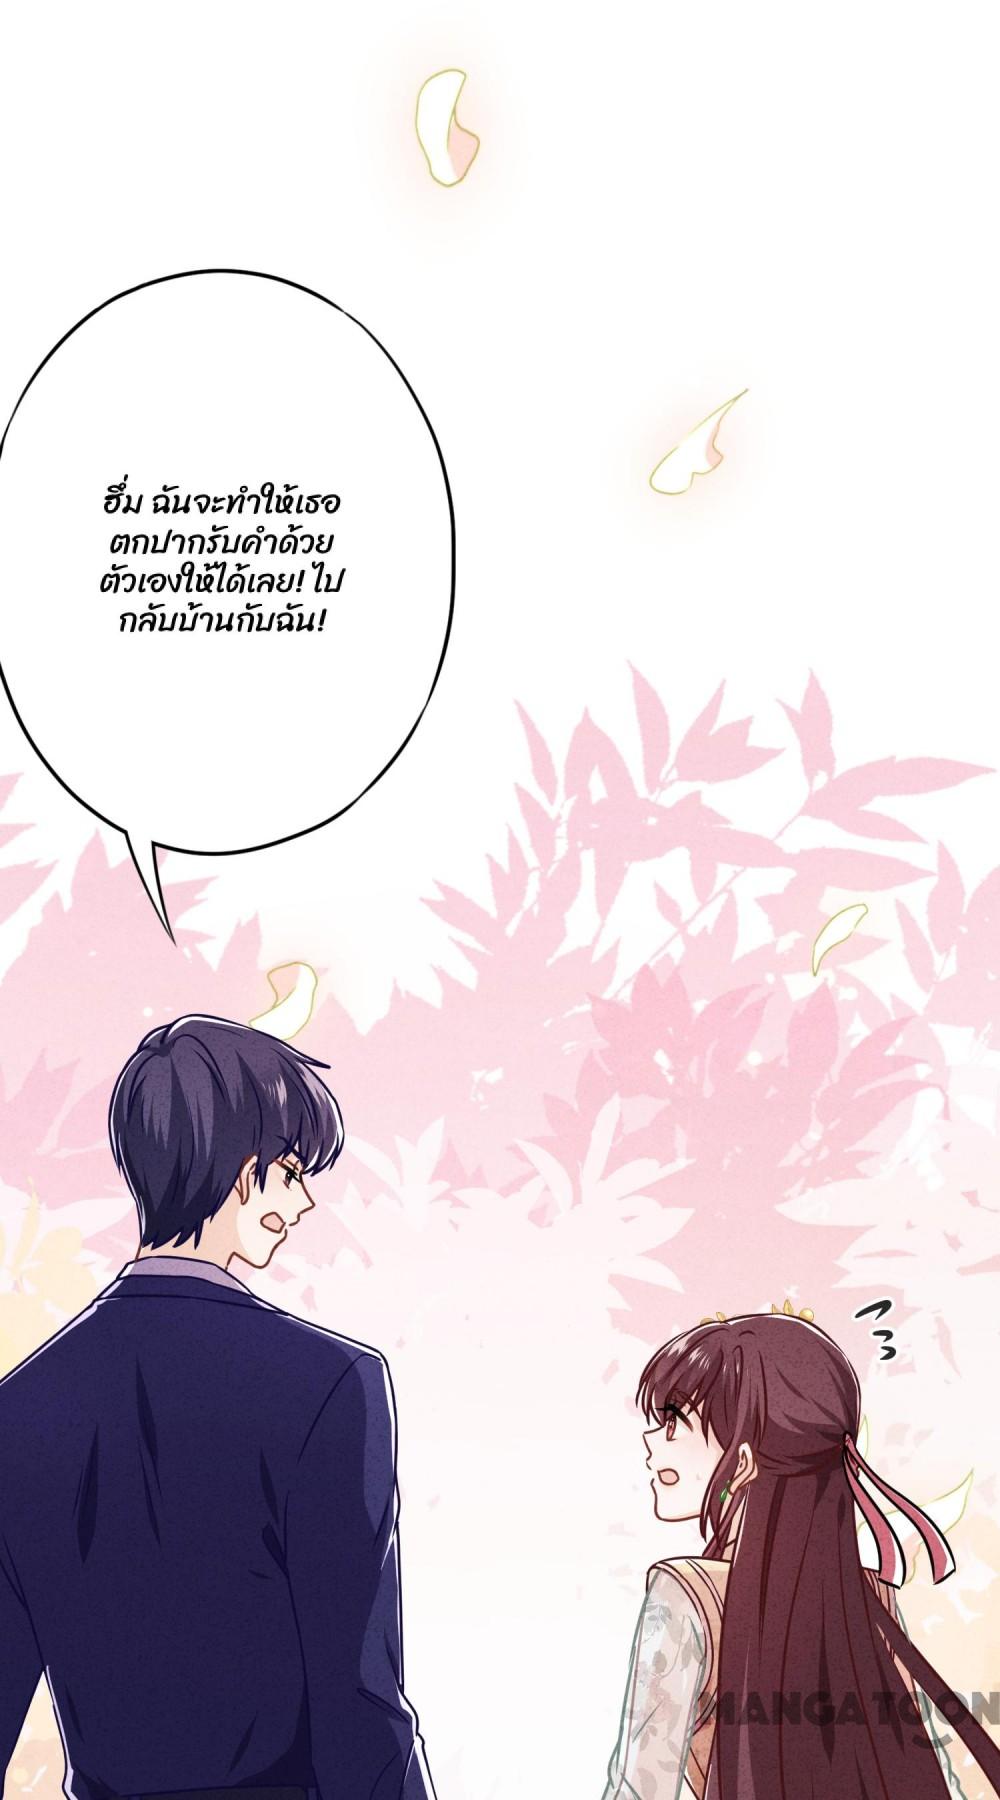 ฮึ่ม ฉันจะทำให้เธอ
ตกปากรับคำด้วย
ตัวเองให้ได้เลย! ไป
กลับบ้านกับฉัน!
MANGATOON